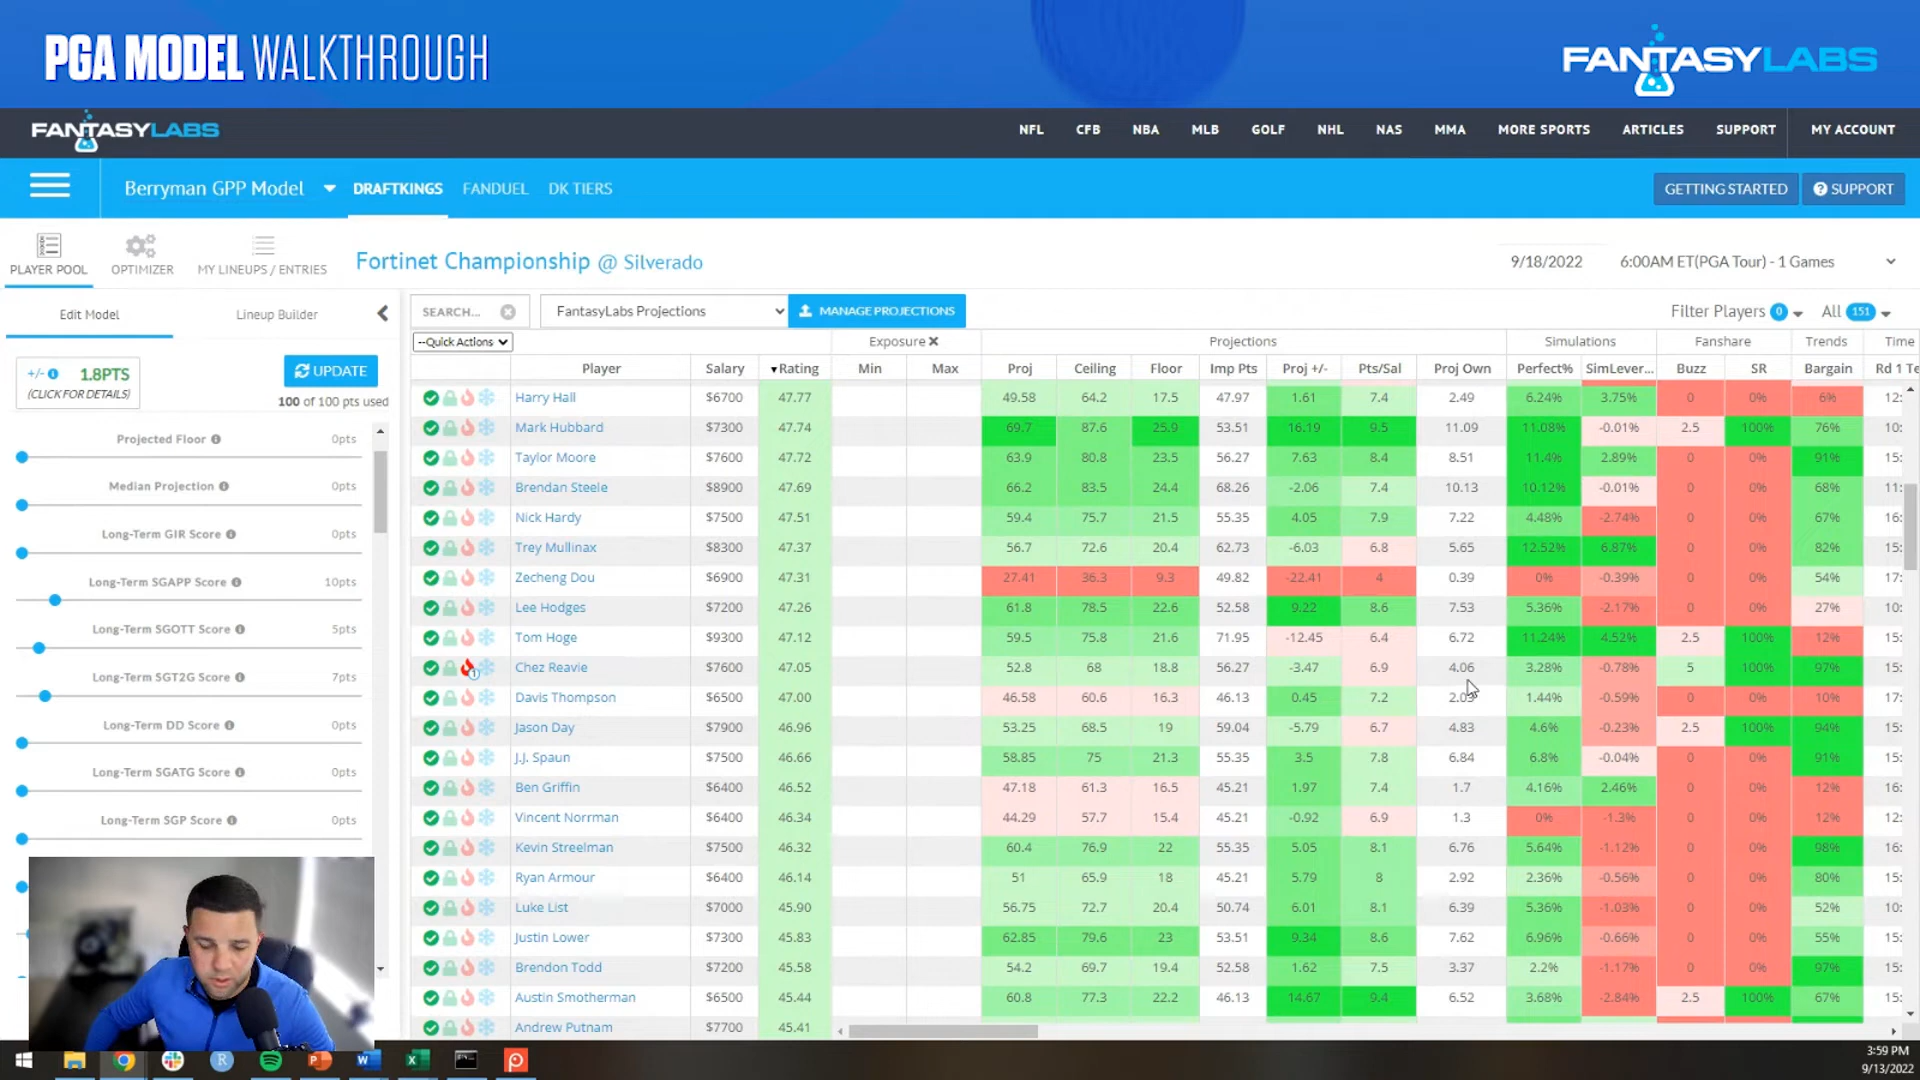 PGA MODEL WALKTHROUGH
FANTASYLABS
FANTASYLABS
NFL CFB NBA MLB GOLF NHL NAS MMA MORE SPORTS ARTICLES SUPPORT MY ACCOUNT
Berryman GPP Model DRAFTKINGS FANDUEL DK TIERS GETTING STARTED SUPPORT
PLAYER POOL OPTIMIZER MY LINEUPS / ENTRIES Fortinet Championship @ Silverado 9/18/2022 6:00AM ET(PGA Tour) - 1 Games
Edit Model Lineup Builder SEARCH... FantasyLabs Projections MANAGE PROJECTIONS Filter Players 0 All 151
--Quick Actions Exposure Projections Simulations Fanshare Trends Time
Player Salary Rating Min Max Proj Ceiling Floor Imp Pts Proj +/- Pts/Sal Proj Own Perfect% SimLever... Buzz SR Bargain Rd 1 Te
+/- 1.8PTS
(CLICK FOR DETAILS)
UPDATE
100 of 100 pts used
Projected Floor 0pts
Median Projection 0pts
Long-Term GIR Score 0pts
Long-Term SGAPP Score 10pts
Long-Term SGOTT Score 5pts
Long-Term SGT2G Score 7pts
Long-Term DD Score 0pts
Long-Term SGATG Score 0pts
Long-Term SGP Score 0pts
Harry Hall $6700 47.77 49.58 64.2 17.5 47.97 1.61 7.4 2.49 6.24% 3.75% 0 0% 6% 12:
Mark Hubbard $7300 47.74 69.7 87.6 25.9 53.51 16.19 9.5 11.09 11.08% -0.01% 2.5 100% 76% 10:
Taylor Moore $7600 47.72 63.9 80.8 23.5 56.27 7.63 8.4 8.51 11.4% 2.89% 0 0% 91% 15:
Brendan Steele $8900 47.69 66.2 83.5 24.4 68.26 -2.06 7.4 10.13 10.12% -0.01% 0 0% 68% 11:
Nick Hardy $7500 47.51 59.4 75.7 21.5 55.35 4.05 7.9 7.22 4.48% -2.74% 0 0% 67% 16:
Trey Mullinax $8300 47.37 56.7 72.6 20.4 62.73 -6.03 6.8 5.65 12.52% 6.87% 0 0% 82% 15:
Zecheng Dou $6900 47.31 27.41 36.3 9.3 49.82 -22.41 4 0.39 0% -0.39% 0 0% 54% 17:
Lee Hodges $7200 47.26 61.8 78.5 22.6 52.58 9.22 8.6 7.53 5.36% -2.17% 0 0% 27% 10:
Tom Hoge $9300 47.12 59.5 75.8 21.6 71.95 -12.45 6.4 6.72 11.24% 4.52% 2.5 100% 12% 15:
1 Chez Reavie $7600 47.05 52.8 68 18.8 56.27 -3.47 6.9 4.06 3.28% -0.78% 5 100% 97% 15:
Davis Thompson $6500 47.00 46.58 60.6 16.3 46.13 0.45 7.2 1.44% -0.59% 0 0% 10% 17:
Jason Day $7900 46.96 53.25 68.5 19 59.04 -5.79 6.7 4.83 4.6% -0.23% 2.5 100% 94% 15:
J.J. Spaun $7500 46.66 58.85 75 21.3 55.35 3.5 7.8 6.84 6.8% -0.04% 0 0% 91% 15:
Ben Griffin $6400 46.52 47.18 61.3 16.5 45.21 1.97 7.4 1.7 4.16% 2.46% 0 0% 12% 16:
Vincent Norrman $6400 46.34 44.29 57.7 15.4 45.21 -0.92 6.9 1.3 0% -1.3% 0 0% 12% 12:
Kevin Streelman $7500 46.32 60.4 76.9 22 55.35 5.05 8.1 6.76 5.64% -1.12% 0 0% 98% 16:
Ryan Armour $6400 46.14 51 65.9 18 45.21 5.79 8 2.92 2.36% -0.56% 0 0% 80% 15:
Luke List $7000 45.90 56.75 72.7 20.4 50.74 6.01 8.1 6.39 5.36% -1.03% 0 0% 52% 10:
Justin Lower $7300 45.83 62.85 79.6 23 53.51 9.34 8.6 7.62 6.96% -0.66% 0 0% 55% 15:
Brendon Todd $7200 45.58 54.2 69.7 19.4 52.58 1.62 7.5 3.37 2.2% -1.17% 0 0% 97% 15:
Austin Smotherman $6500 45.44 60.8 77.3 22.2 46.13 14.67 9.4 6.52 3.68% -2.84% 2.5 100% 67% 15:
Andrew Putnam $7700 45.41
3:59 PM
9/13/2022